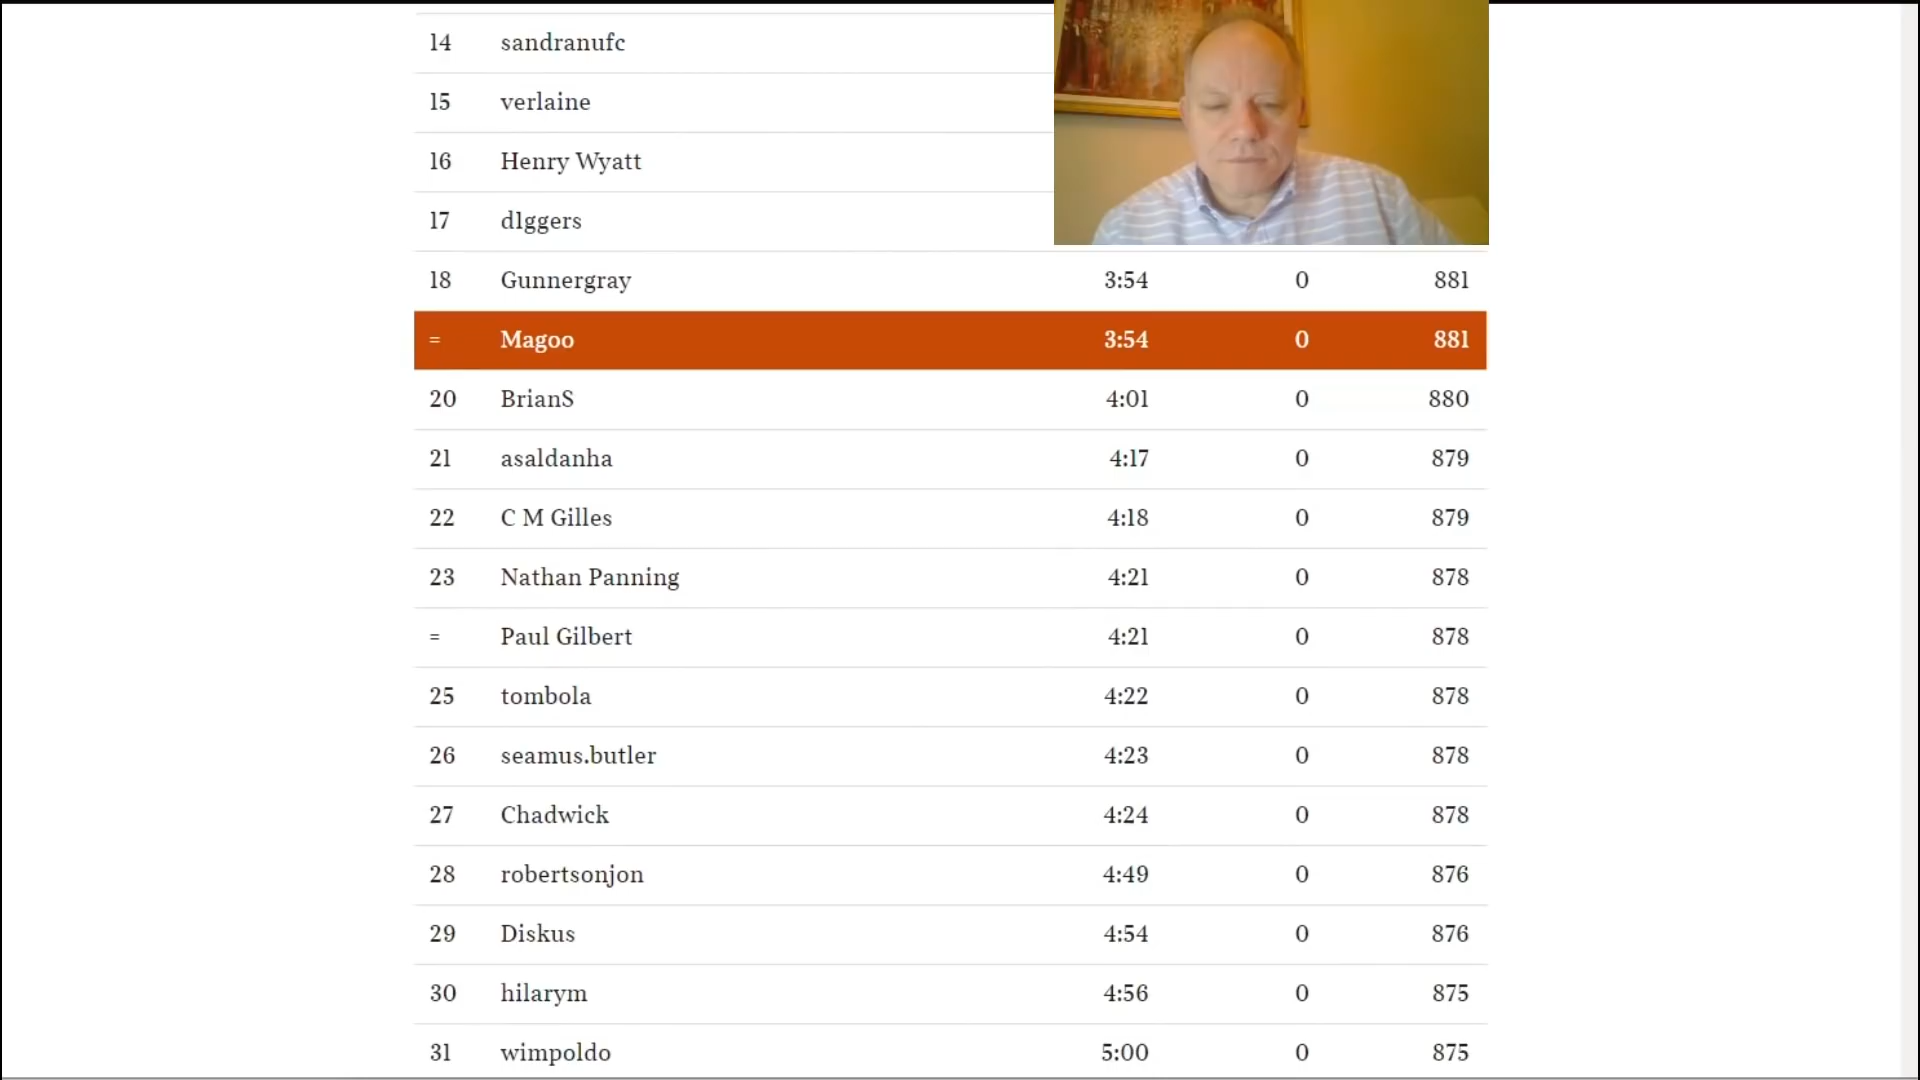 14 sandranufc
15 verlaine
16 Henry Wyatt
17 dlggers
18 Gunnergray 3:54 0 881
= Magoo 3:54 0 881
20 BrianS 4:01 0 880
21 asaldanha 4:17 0 879
22 C M Gilles 4:18 0 879
23 Nathan Panning 4:21 0 878
= Paul Gilbert 4:21 0 878
25 tombola 4:22 0 878
26 seamus.butler 4:23 0 878
27 Chadwick 4:24 0 878
28 robertsonjon 4:49 0 876
29 Diskus 4:54 0 876
30 hilarym 4:56 0 875
31 wimpoldo 5:00 0 875